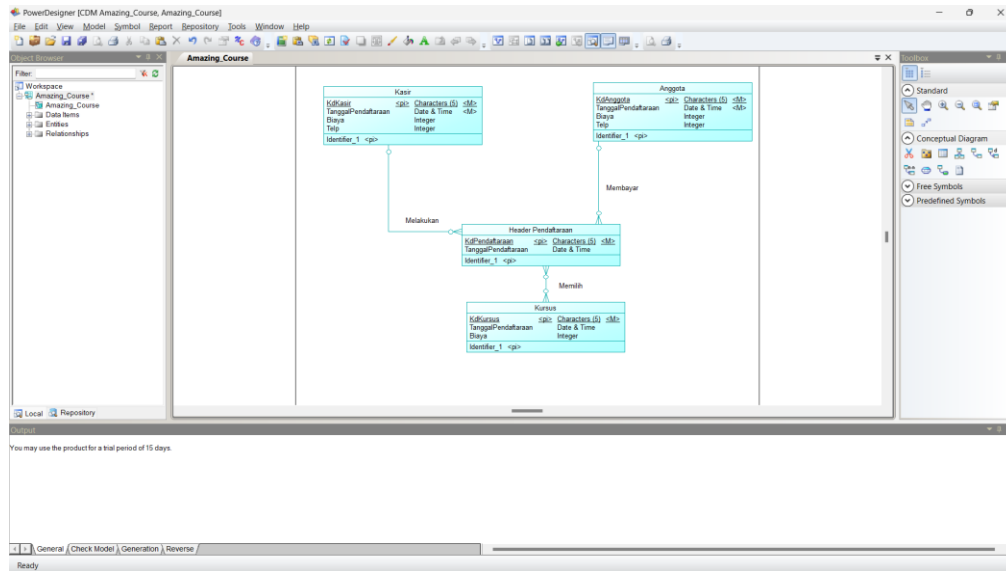 PowerDesigner [CDM Amazing_Course, Amazing_Course]
File Edit View Model Symbol Report Repository Tools Window Help
Object Browser
Amazing_Course
Toolbox
Filter:
Workspace
Amazing_Course *
Amazing_Course
Data Items
Entities
Relationships
Local Repository
Kasir
KdKasir <pi> Characters (5) <M>
TanggalPendaftaraan Date & Time <M>
Biaya Integer
Telp Integer
Identifier_1 <pi>
Anggota
KdAnggota <pi> Characters (5) <M>
TanggalPendaftaraan Date & Time <M>
Biaya Integer
Telp Integer
Identifier_1 <pi>
Membayar
Melakukan
Header Pendaftaraan
KdPendaftaraan <pi> Characters (5) <M>
TanggalPendaftaraan Date & Time
Identifier_1 <pi>
Memilih
Kursus
KdKursus <pi> Characters (5) <M>
TanggalPendaftaraan Date & Time
Biaya Integer
Identifier_1 <pi>
Standard
Conceptual Diagram
Free Symbols
Predefined Symbols
Output
You may use the product for a trial period of 15 days.
General Check Model Generation Reverse
Ready